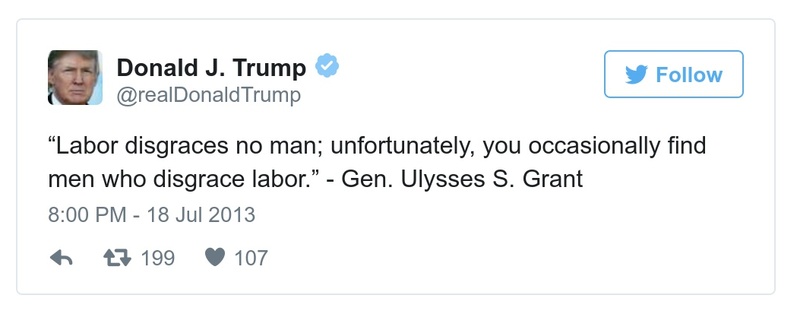 Donald J. Trump
@realDonaldTrump
Follow
“Labor disgraces no man; unfortunately, you occasionally find
men who disgrace labor.” - Gen. Ulysses S. Grant
8:00 PM - 18 Jul 2013
199 107